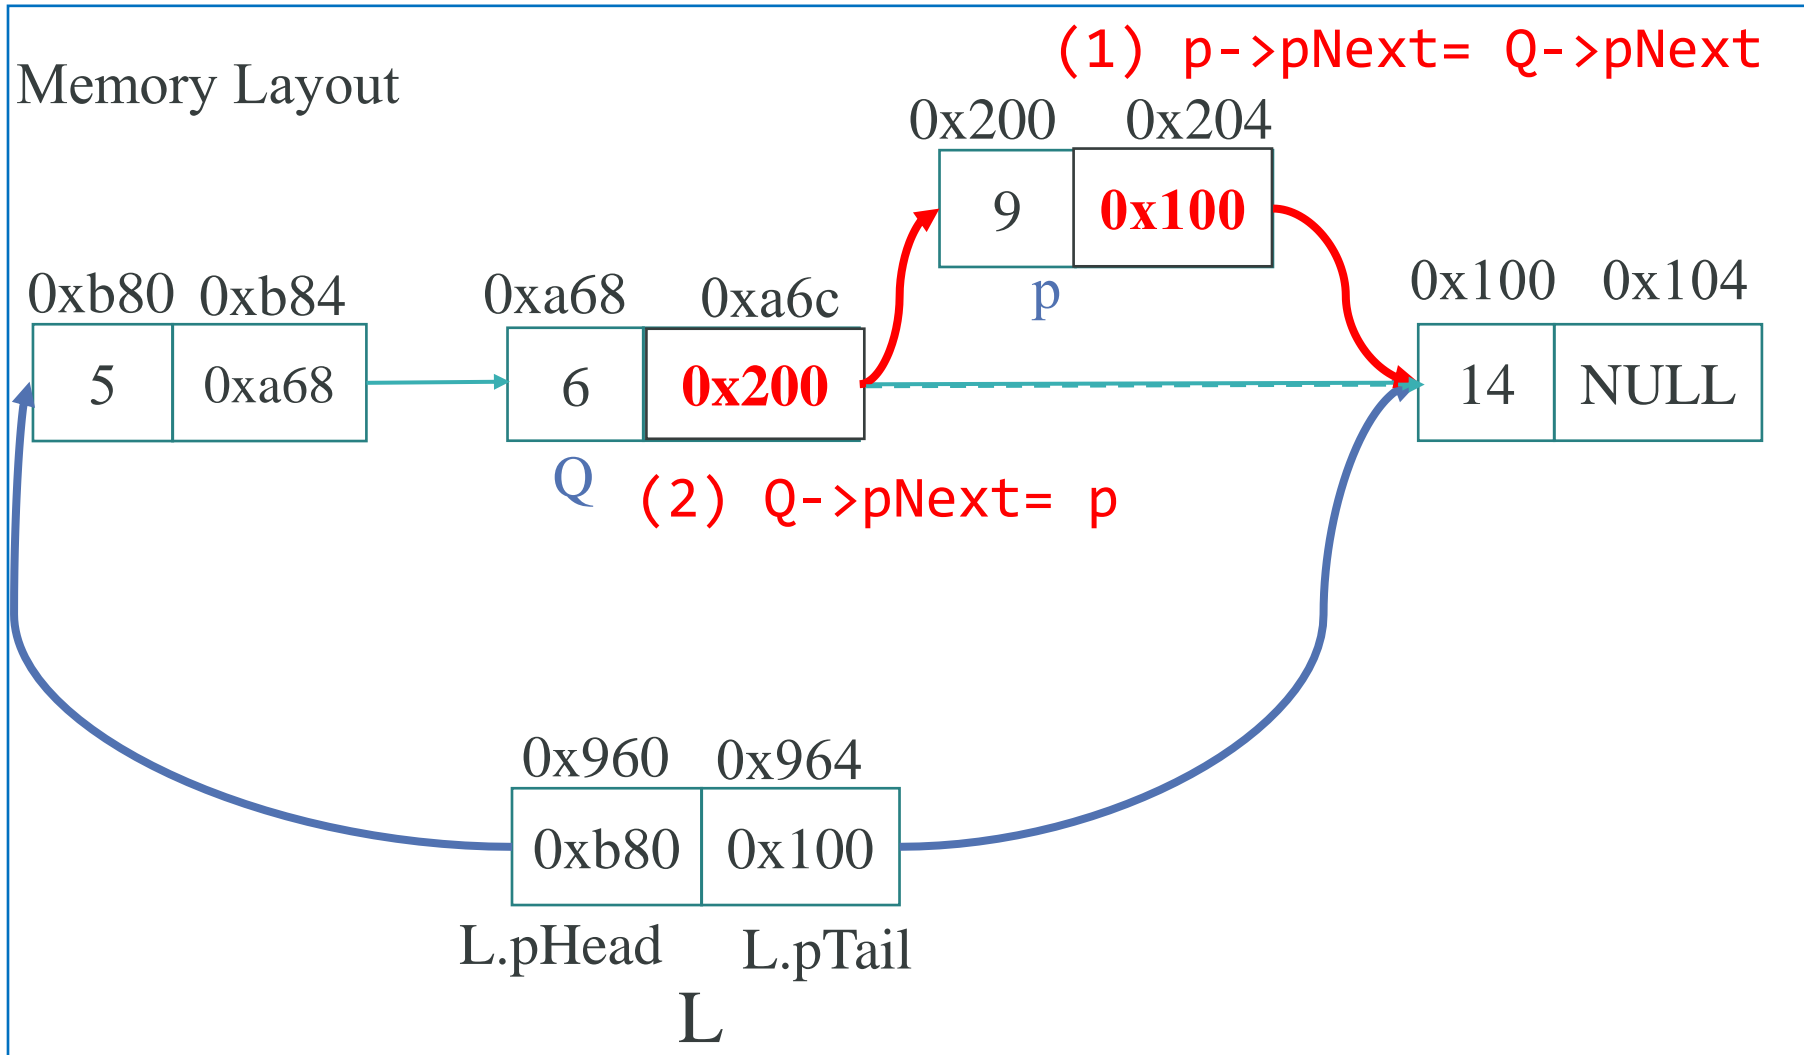 (1) p->pNext= Q->pNext
Memory Layout
0x200 0x204
9 0x100
p
0xb80 0xb84 0xa68 0xa6c 0x100 0x104
5 0xa68 6 0x200 14 NULL
Q (2) Q->pNext= p
0x960 0x964
0xb80 0x100
L.pHead L.pTail
L